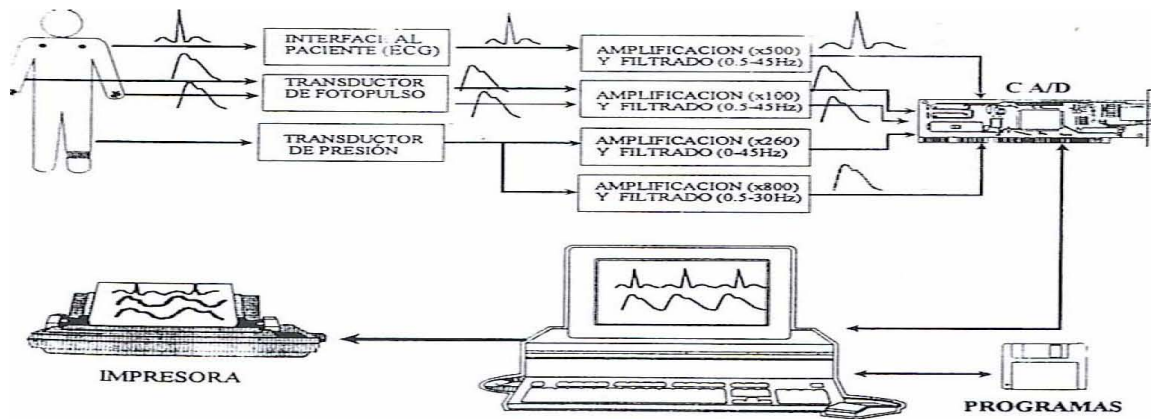 INTERFACE AL
PACIENTE (ECG)
AMPLIFICACION (x500)
Y FILTRADO (0.5-45Hz)
TRANSDUCTOR
DE FOTOPULSO
AMPLIFICACION (x100)
Y FILTRADO (0.5-45Hz)
C A/D
TRANSDUCTOR
DE PRESIÓN
AMPLIFICACION (x260)
Y FILTRADO (0-45Hz)
AMPLIFICACION (x800)
Y FILTRADO (0.5-30Hz)
IMPRESORA
PROGRAMAS